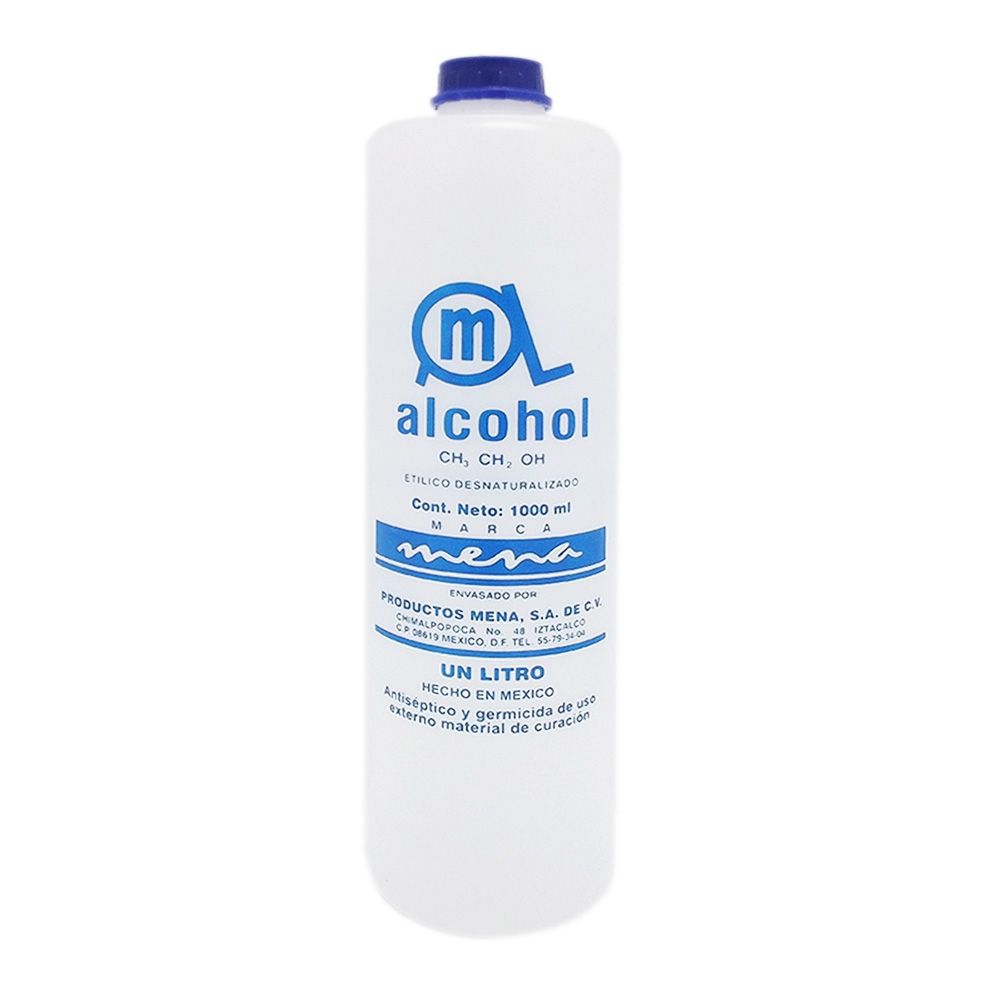 m
alcohol
CH₃ CH₂ OH
ETILICO DESNATURALIZADO
Cont. Neto: 1000 ml
MARCA
mena
ENVASADO POR:
PRODUCTOS MENA, S.A. DE C.V.
CHIMALPOPOCA No. 48 IZTACALCO
C.P. 08619 MEXICO, D.F. TEL. 55-79-34-04
UN LITRO
HECHO EN MEXICO
Antiséptico y germicida de uso
externo material de curación